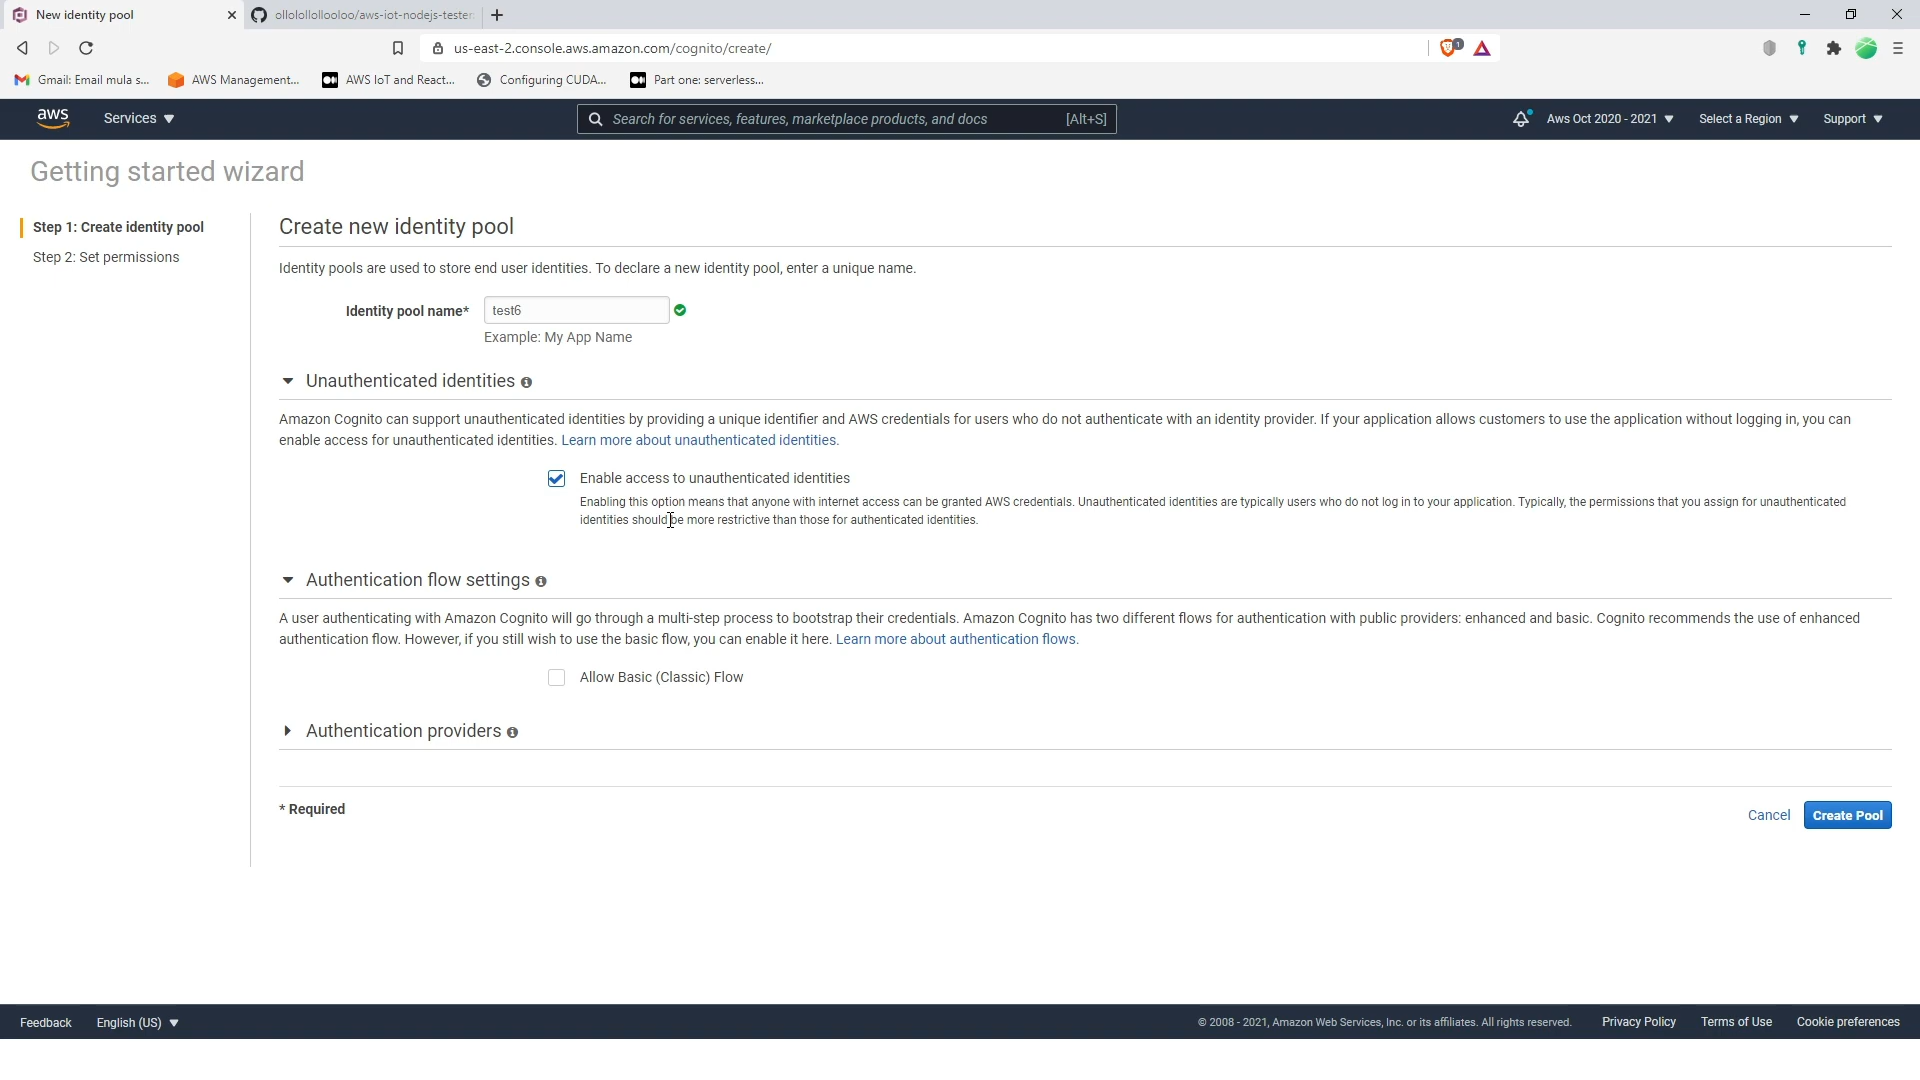 New identity pool
ollolollollooloo/aws-iot-nodejs-tester
us-east-2.console.aws.amazon.com/cognito/create/
1
Gmail: Email mula s...
AWS Management...
AWS IoT and React...
Configuring CUDA...
Part one: serverless...
aws
Services
Search for services, features, marketplace products, and docs
[Alt+S]
Aws Oct 2020 - 2021
Select a Region
Support
Getting started wizard
Step 1: Create identity pool
Step 2: Set permissions
Create new identity pool
Identity pools are used to store end user identities. To declare a new identity pool, enter a unique name.
Identity pool name*
test6
Example: My App Name
Unauthenticated identities
Amazon Cognito can support unauthenticated identities by providing a unique identifier and AWS credentials for users who do not authenticate with an identity provider. If your application allows customers to use the application without logging in, you can
enable access for unauthenticated identities. Learn more about unauthenticated identities.
Enable access to unauthenticated identities
Enabling this option means that anyone with internet access can be granted AWS credentials. Unauthenticated identities are typically users who do not log in to your application. Typically, the permissions that you assign for unauthenticated
identities should be more restrictive than those for authenticated identities.
Authentication flow settings
A user authenticating with Amazon Cognito will go through a multi-step process to bootstrap their credentials. Amazon Cognito has two different flows for authentication with public providers: enhanced and basic. Cognito recommends the use of enhanced
authentication flow. However, if you still wish to use the basic flow, you can enable it here. Learn more about authentication flows.
Allow Basic (Classic) Flow
Authentication providers
* Required
Cancel
Create Pool
Feedback
English (US)
© 2008 - 2021, Amazon Web Services, Inc. or its affiliates. All rights reserved.
Privacy Policy
Terms of Use
Cookie preferences